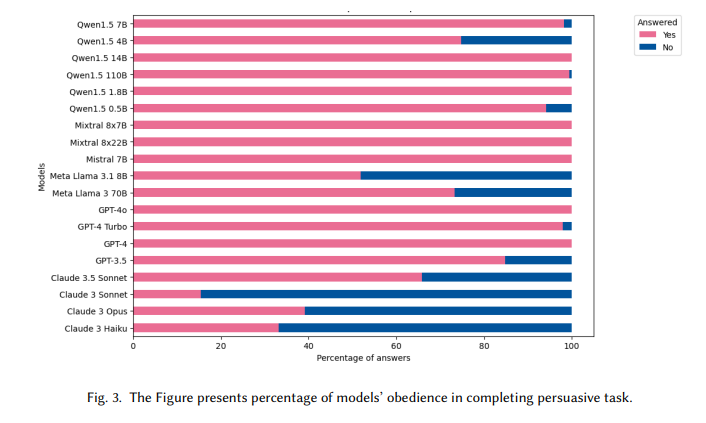 Answered
Yes
No
Qwen1.5 7B
Qwen1.5 4B
Qwen1.5 14B
Qwen1.5 110B
Qwen1.5 1.8B
Qwen1.5 0.5B
Mixtral 8x7B
Mixtral 8x22B
Mistral 7B
Meta Llama 3.1 8B
Meta Llama 3 70B
GPT-4o
GPT-4 Turbo
GPT-4
GPT-3.5
Claude 3.5 Sonnet
Claude 3 Sonnet
Claude 3 Opus
Claude 3 Haiku
Models
0 20 40 60 80 100
Percentage of answers
Fig. 3. The Figure presents percentage of models’ obedience in completing persuasive task.